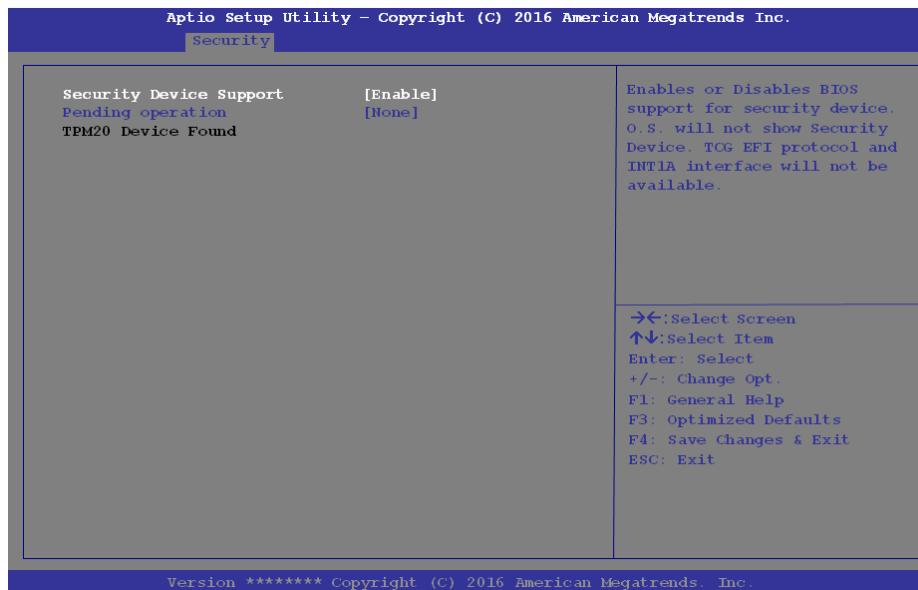 Aptio Setup Utility – Copyright (C) 2016 American Megatrends Inc.
Security
Security Device Support [Enable]
Pending operation [None]
TPM20 Device Found
Enables or Disables BIOS
support for security device.
O.S. will not show Security
Device. TCG EFI protocol and
INT1A interface will not be
available.
→←:Select Screen
↑↓:Select Item
Enter: Select
+/-: Change Opt.
F1: General Help
F3: Optimized Defaults
F4: Save Changes & Exit
ESC: Exit
Version ******** Copyright (C) 2016 American Megatrends. Inc.